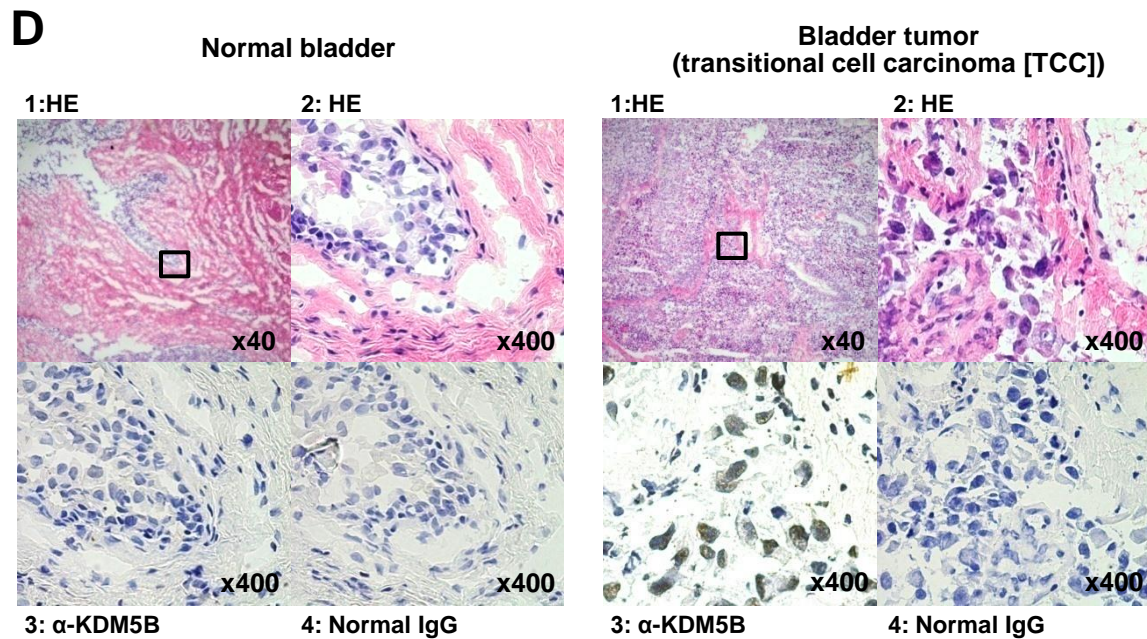 D
Normal bladder
Bladder tumor
(transitional cell carcinoma [TCC])
1:HE
2: HE
1:HE
2: HE
x40
x400
x40
x400
x400
x400
x400
x400
3: α-KDM5B
4: Normal IgG
3: α-KDM5B
4: Normal IgG